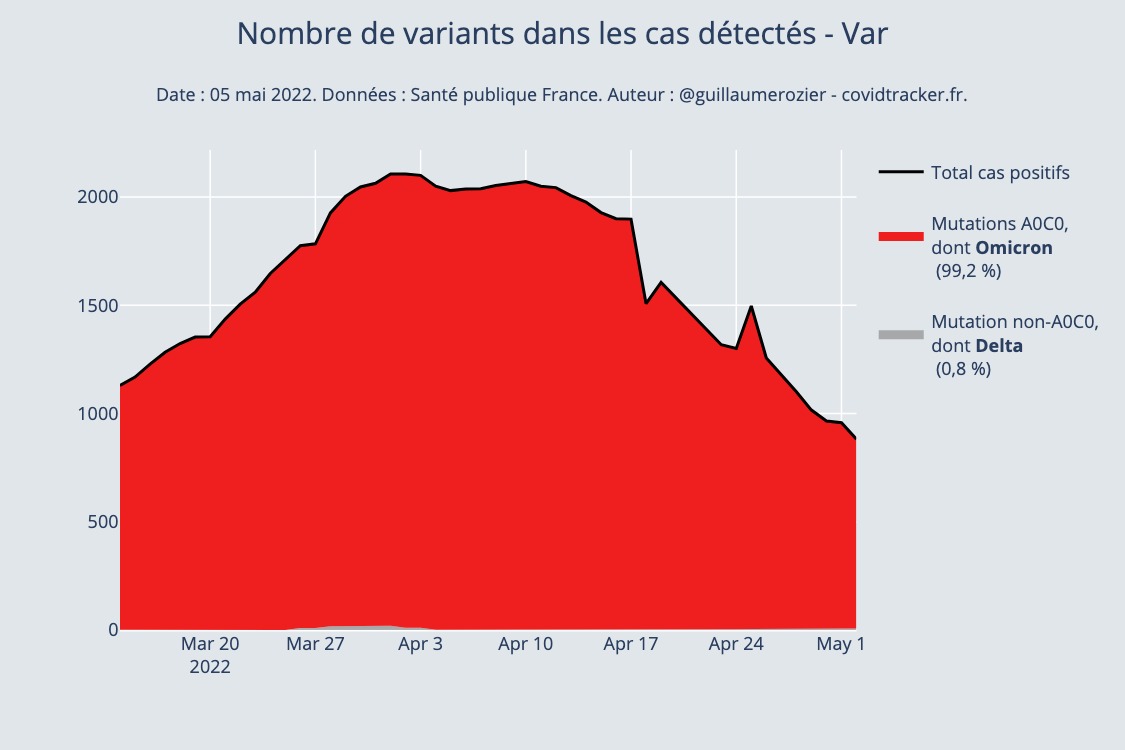 Nombre de variants dans les cas détectés - Var
Date : 05 mai 2022. Données : Santé publique France. Auteur : @guillaumerozier - covidtracker.fr.
2000
1500
1000
500
0
Mar 20
2022
Mar 27
Apr 3
Apr 10
Apr 17
Apr 24
May 1
Total cas positifs
Mutations A0C0,
dont Omicron
(99,2 %)
Mutation non-A0C0,
dont Delta
(0,8 %)